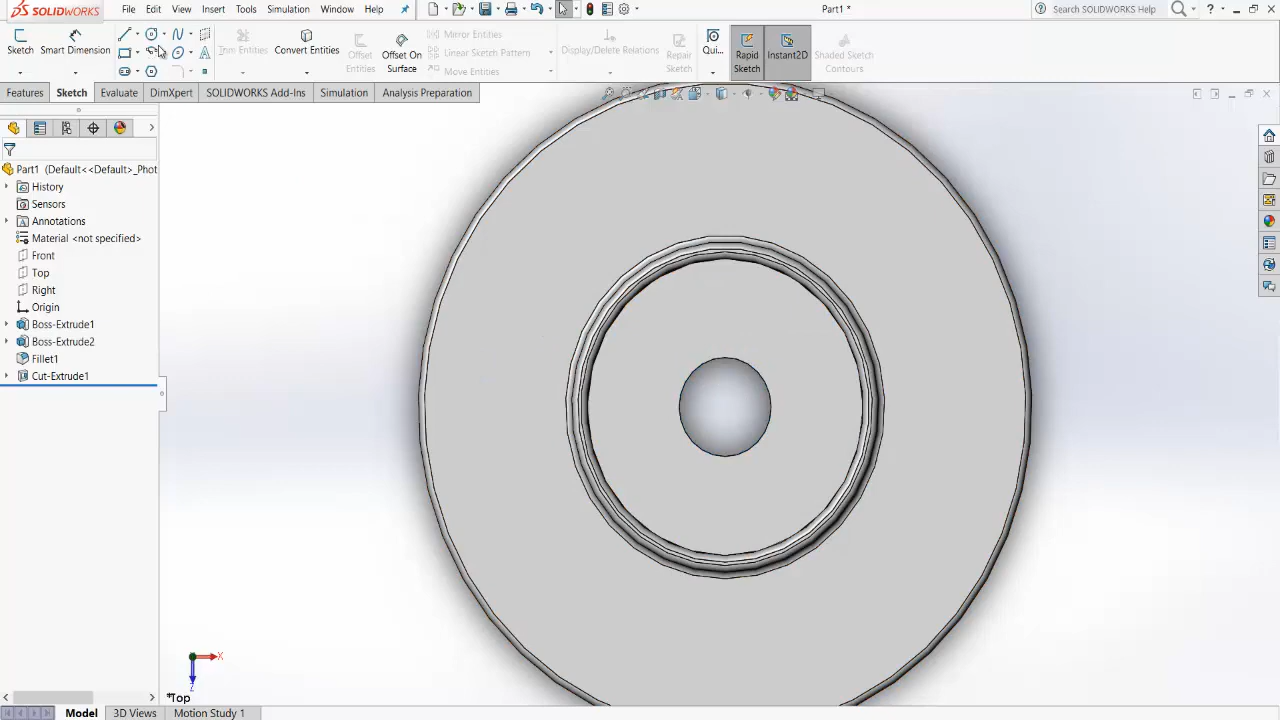 SOLIDWORKS
File Edit View Insert Tools Simulation Window Help
Part1 *
Search SOLIDWORKS Help
Sketch
Smart Dimension
Trim Entities
Convert Entities
Offset Entities
Offset On Surface
Mirror Entities
Linear Sketch Pattern
Move Entities
Display/Delete Relations
Repair Sketch
Qui...
Rapid Sketch
Instant2D
Shaded Sketch Contours
Features Sketch Evaluate DimXpert SOLIDWORKS Add-Ins Simulation Analysis Preparation
Part1 (Default<<Default>_Phot
History
Sensors
Annotations
Material <not specified>
Front
Top
Right
Origin
Boss-Extrude1
Boss-Extrude2
Fillet1
Cut-Extrude1
X
Z
*Top
Model 3D Views Motion Study 1